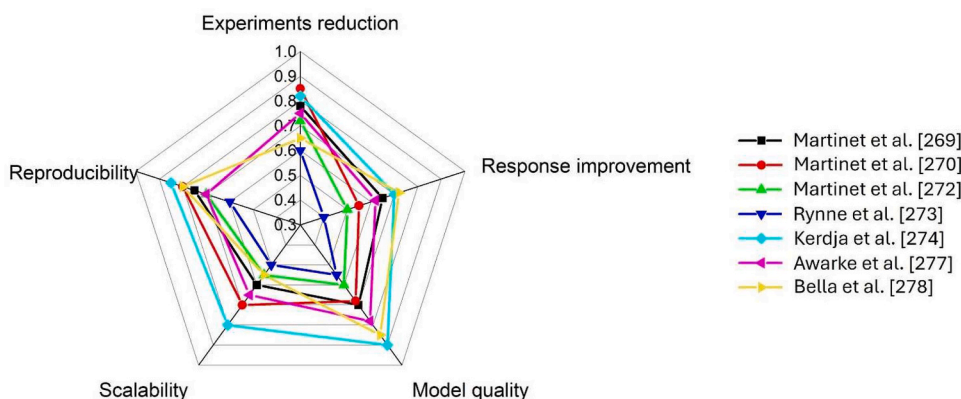 Experiments reduction
1.0
0.9
0.8
0.7
0.6
0.5
0.4
0.3
Reproducibility
Response improvement
Scalability
Model quality
Martinet et al. [269]
Martinet et al. [270]
Martinet et al. [272]
Rynne et al. [273]
Kerdja et al. [274]
Awarke et al. [277]
Bella et al. [278]